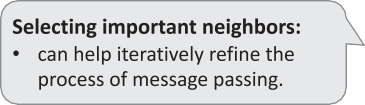 Selecting important neighbors:
• can help iteratively refine the
process of message passing.